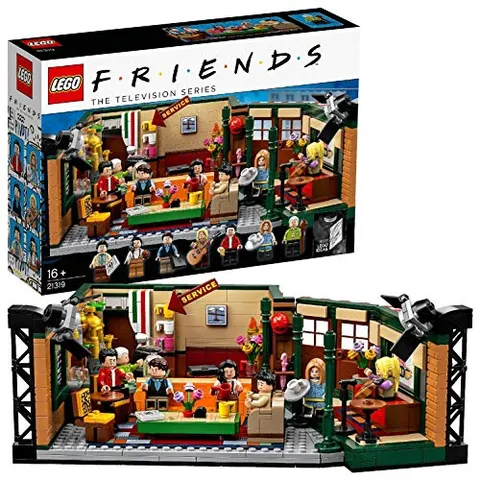 LEGO
F·R·I·E·N·D·S
THE TELEVISION SERIES
SERVICE
16+
21319
SERVICE